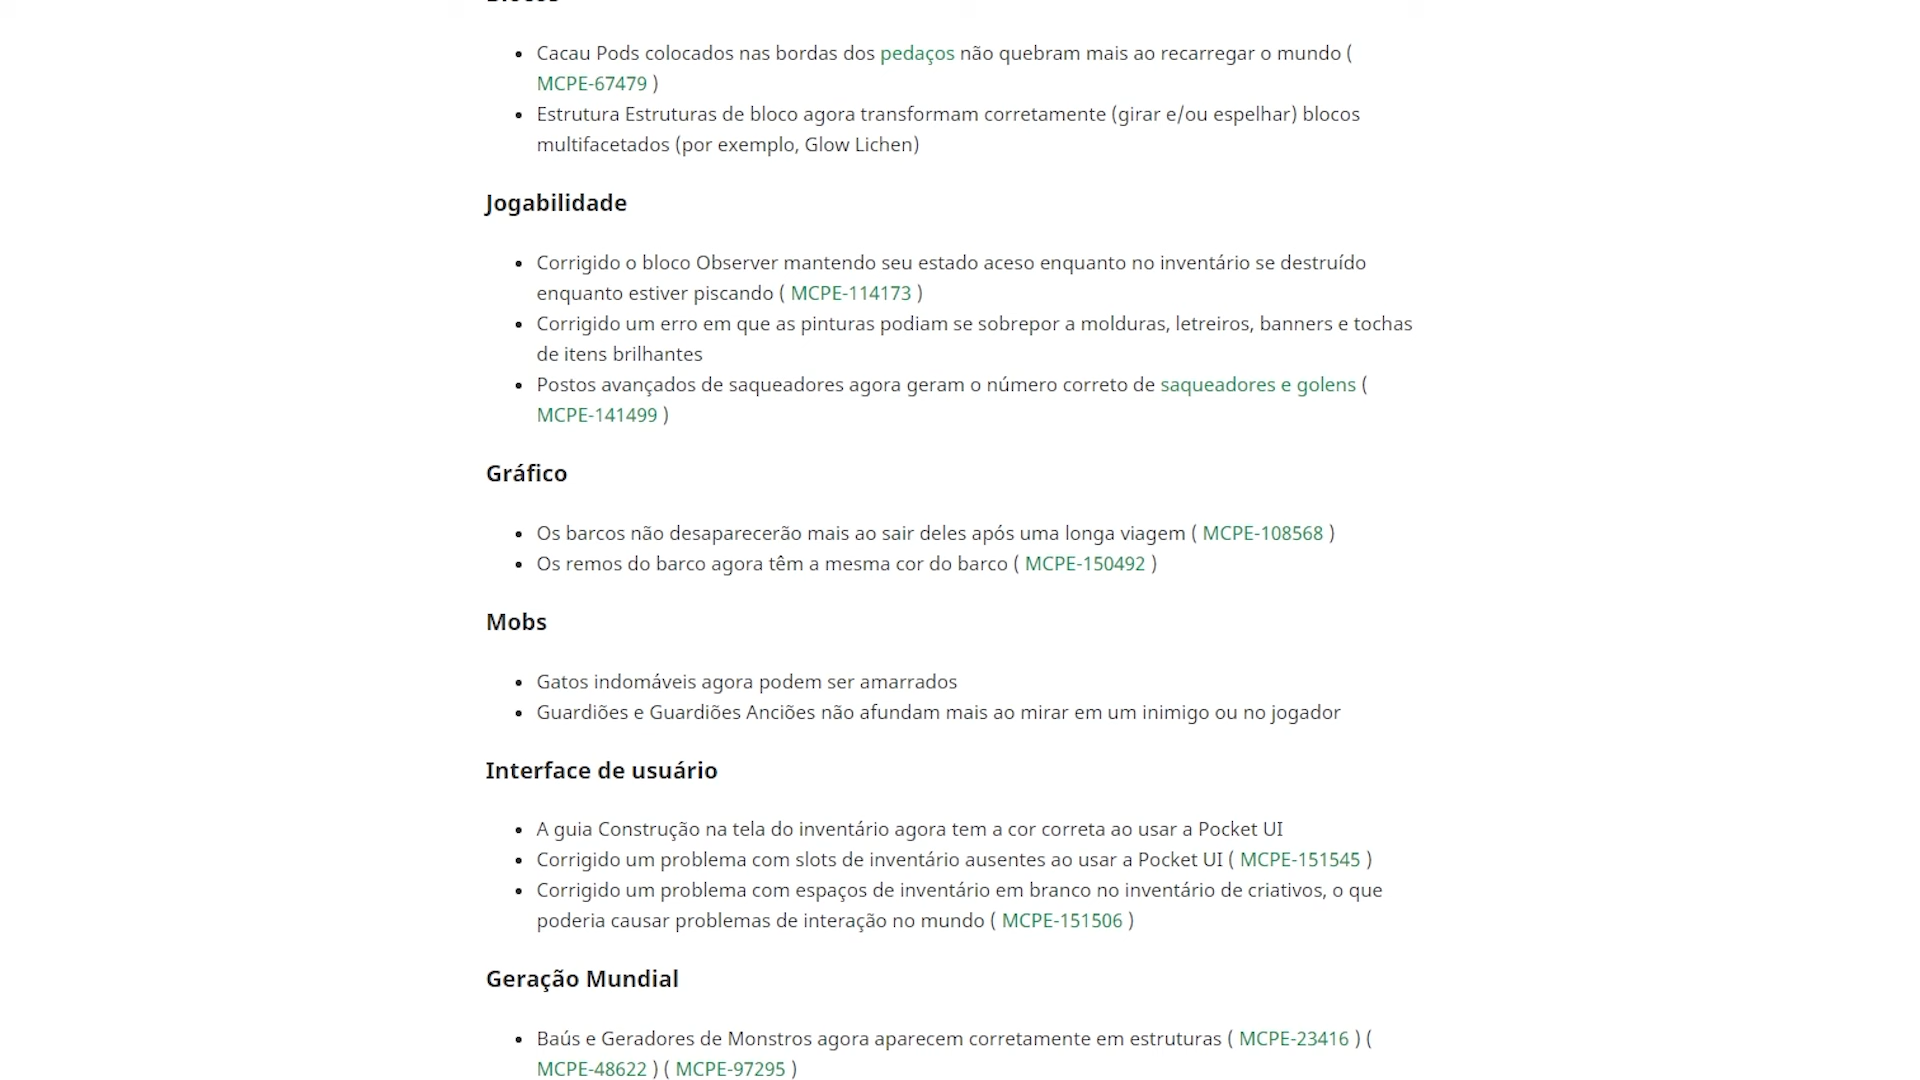 Cacau Pods colocados nas bordas dos pedaços não quebram mais ao recarregar o mundo (
MCPE-67479 )
Estrutura Estruturas de bloco agora transformam corretamente (girar e/ou espelhar) blocos
multifacetados (por exemplo, Glow Lichen)
Jogabilidade
Corrigido o bloco Observer mantendo seu estado aceso enquanto no inventário se destruído
enquanto estiver piscando ( MCPE-114173 )
Corrigido um erro em que as pinturas podiam se sobrepor a molduras, letreiros, banners e tochas
de itens brilhantes
Postos avançados de saqueadores agora geram o número correto de saqueadores e golens (
MCPE-141499 )
Gráfico
Os barcos não desaparecerão mais ao sair deles após uma longa viagem ( MCPE-108568 )
Os remos do barco agora têm a mesma cor do barco ( MCPE-150492 )
Mobs
Gatos indomáveis agora podem ser amarrados
Guardiões e Guardiões Anciões não afundam mais ao mirar em um inimigo ou no jogador
Interface de usuário
A guia Construção na tela do inventário agora tem a cor correta ao usar a Pocket UI
Corrigido um problema com slots de inventário ausentes ao usar a Pocket UI ( MCPE-151545 )
Corrigido um problema com espaços de inventário em branco no inventário de criativos, o que
poderia causar problemas de interação no mundo ( MCPE-151506 )
Geração Mundial
Baús e Geradores de Monstros agora aparecem corretamente em estruturas ( MCPE-23416 ) (
MCPE-48622 ) ( MCPE-97295 )